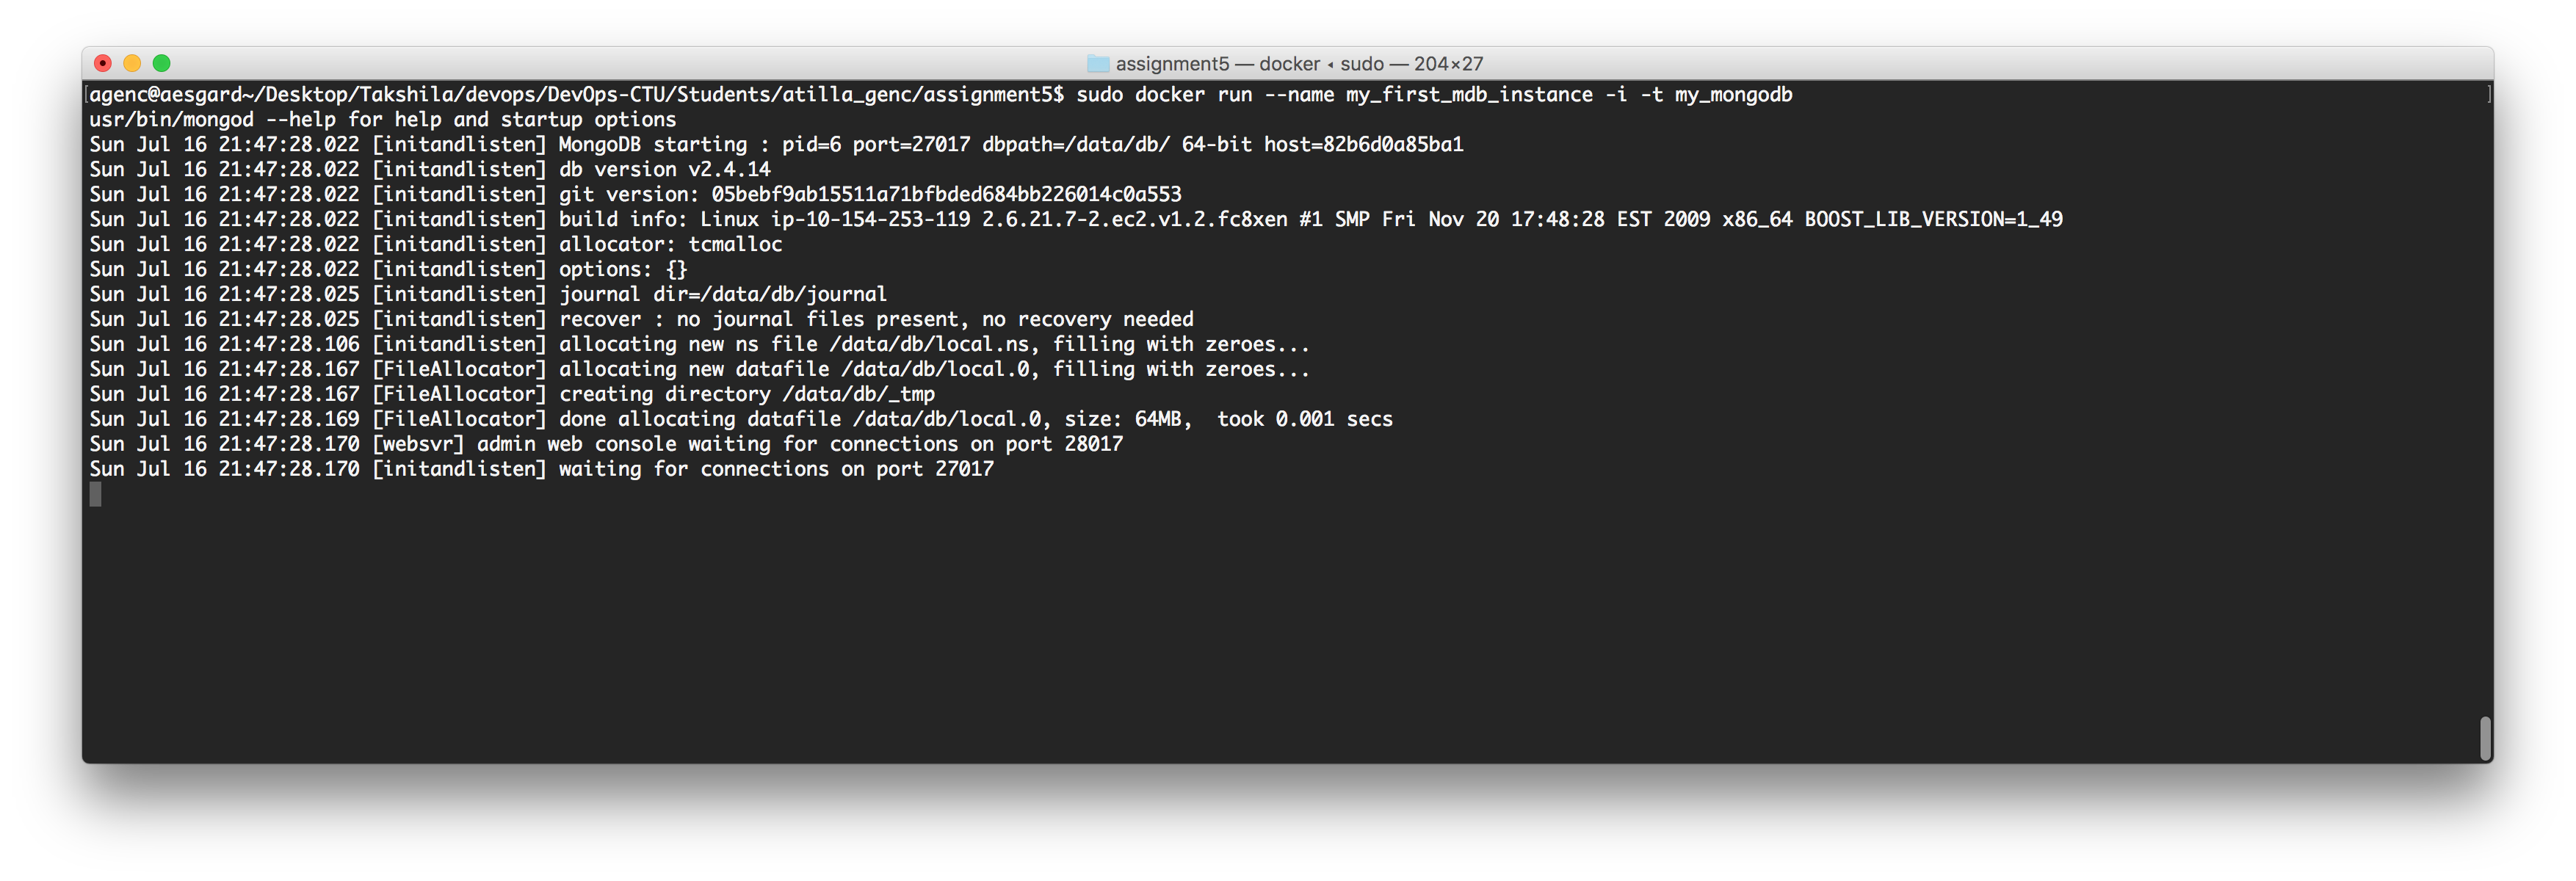 assignment5 — docker ◂ sudo — 204×27
[agenc@aesgard~/Desktop/Takshila/devops/DevOps-CTU/Students/atilla_genc/assignment5$ sudo docker run --name my_first_mdb_instance -i -t my_mongodb ]
usr/bin/mongod --help for help and startup options
Sun Jul 16 21:47:28.022 [initandlisten] MongoDB starting : pid=6 port=27017 dbpath=/data/db/ 64-bit host=82b6d0a85ba1
Sun Jul 16 21:47:28.022 [initandlisten] db version v2.4.14
Sun Jul 16 21:47:28.022 [initandlisten] git version: 05bebf9ab15511a71bfbded684bb226014c0a553
Sun Jul 16 21:47:28.022 [initandlisten] build info: Linux ip-10-154-253-119 2.6.21.7-2.ec2.v1.2.fc8xen #1 SMP Fri Nov 20 17:48:28 EST 2009 x86_64 BOOST_LIB_VERSION=1_49
Sun Jul 16 21:47:28.022 [initandlisten] allocator: tcmalloc
Sun Jul 16 21:47:28.022 [initandlisten] options: {}
Sun Jul 16 21:47:28.025 [initandlisten] journal dir=/data/db/journal
Sun Jul 16 21:47:28.025 [initandlisten] recover : no journal files present, no recovery needed
Sun Jul 16 21:47:28.106 [initandlisten] allocating new ns file /data/db/local.ns, filling with zeroes...
Sun Jul 16 21:47:28.167 [FileAllocator] allocating new datafile /data/db/local.0, filling with zeroes...
Sun Jul 16 21:47:28.167 [FileAllocator] creating directory /data/db/_tmp
Sun Jul 16 21:47:28.169 [FileAllocator] done allocating datafile /data/db/local.0, size: 64MB,  took 0.001 secs
Sun Jul 16 21:47:28.170 [websvr] admin web console waiting for connections on port 28017
Sun Jul 16 21:47:28.170 [initandlisten] waiting for connections on port 27017